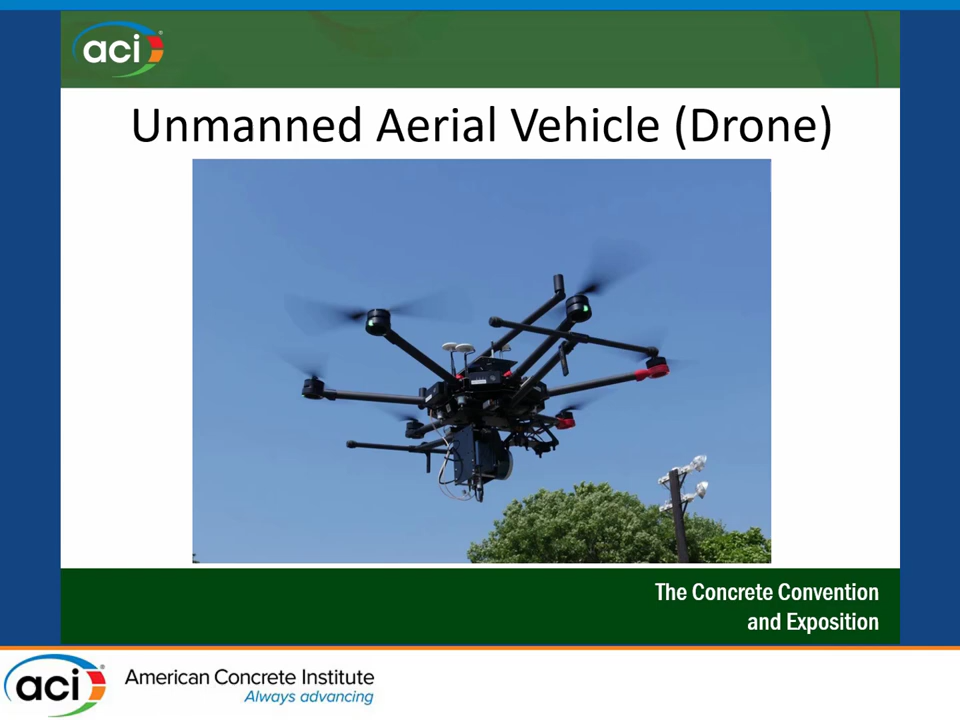 aci
Unmanned Aerial Vehicle (Drone)
The Concrete Convention
and Exposition
aci
American Concrete Institute
Always advancing